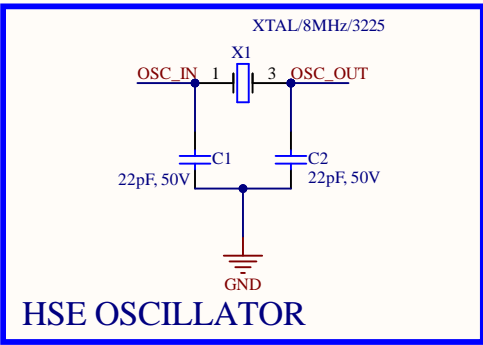 XTAL/8MHz/3225
X1
OSC_IN 1 3 OSC_OUT
C1 C2
22pF, 50V 22pF, 50V
GND
HSE OSCILLATOR